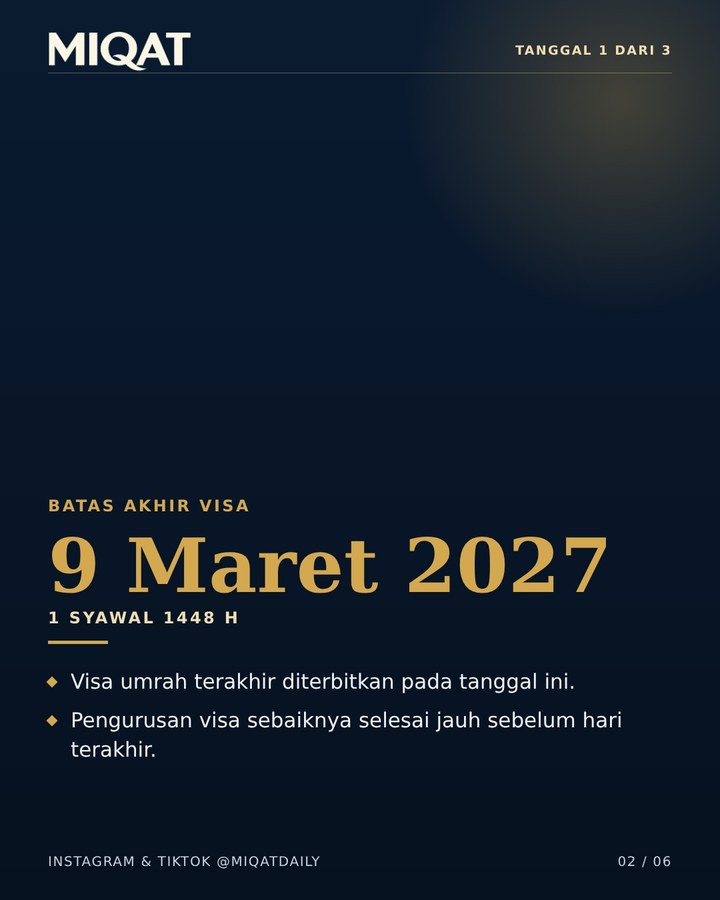 MIQAT
TANGGAL 1 DARI 3
BATAS AKHIR VISA
9 Maret 2027
1 SYAWAL 1448 H
Visa umrah terakhir diterbitkan pada tanggal ini.
Pengurusan visa sebaiknya selesai jauh sebelum hari
terakhir.
INSTAGRAM & TIKTOK @MIQATDAILY
02 / 06